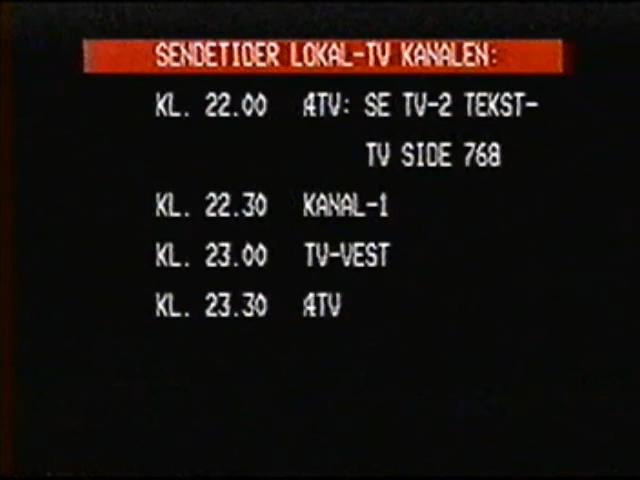 SENDETIDER LOKAL-TV KANALEN:
KL. 22.00 ATV: SE TV-2 TEKST-
TV SIDE 768
KL. 22.30 KANAL-1
KL. 23.00 TV-VEST
KL. 23.30 ATV